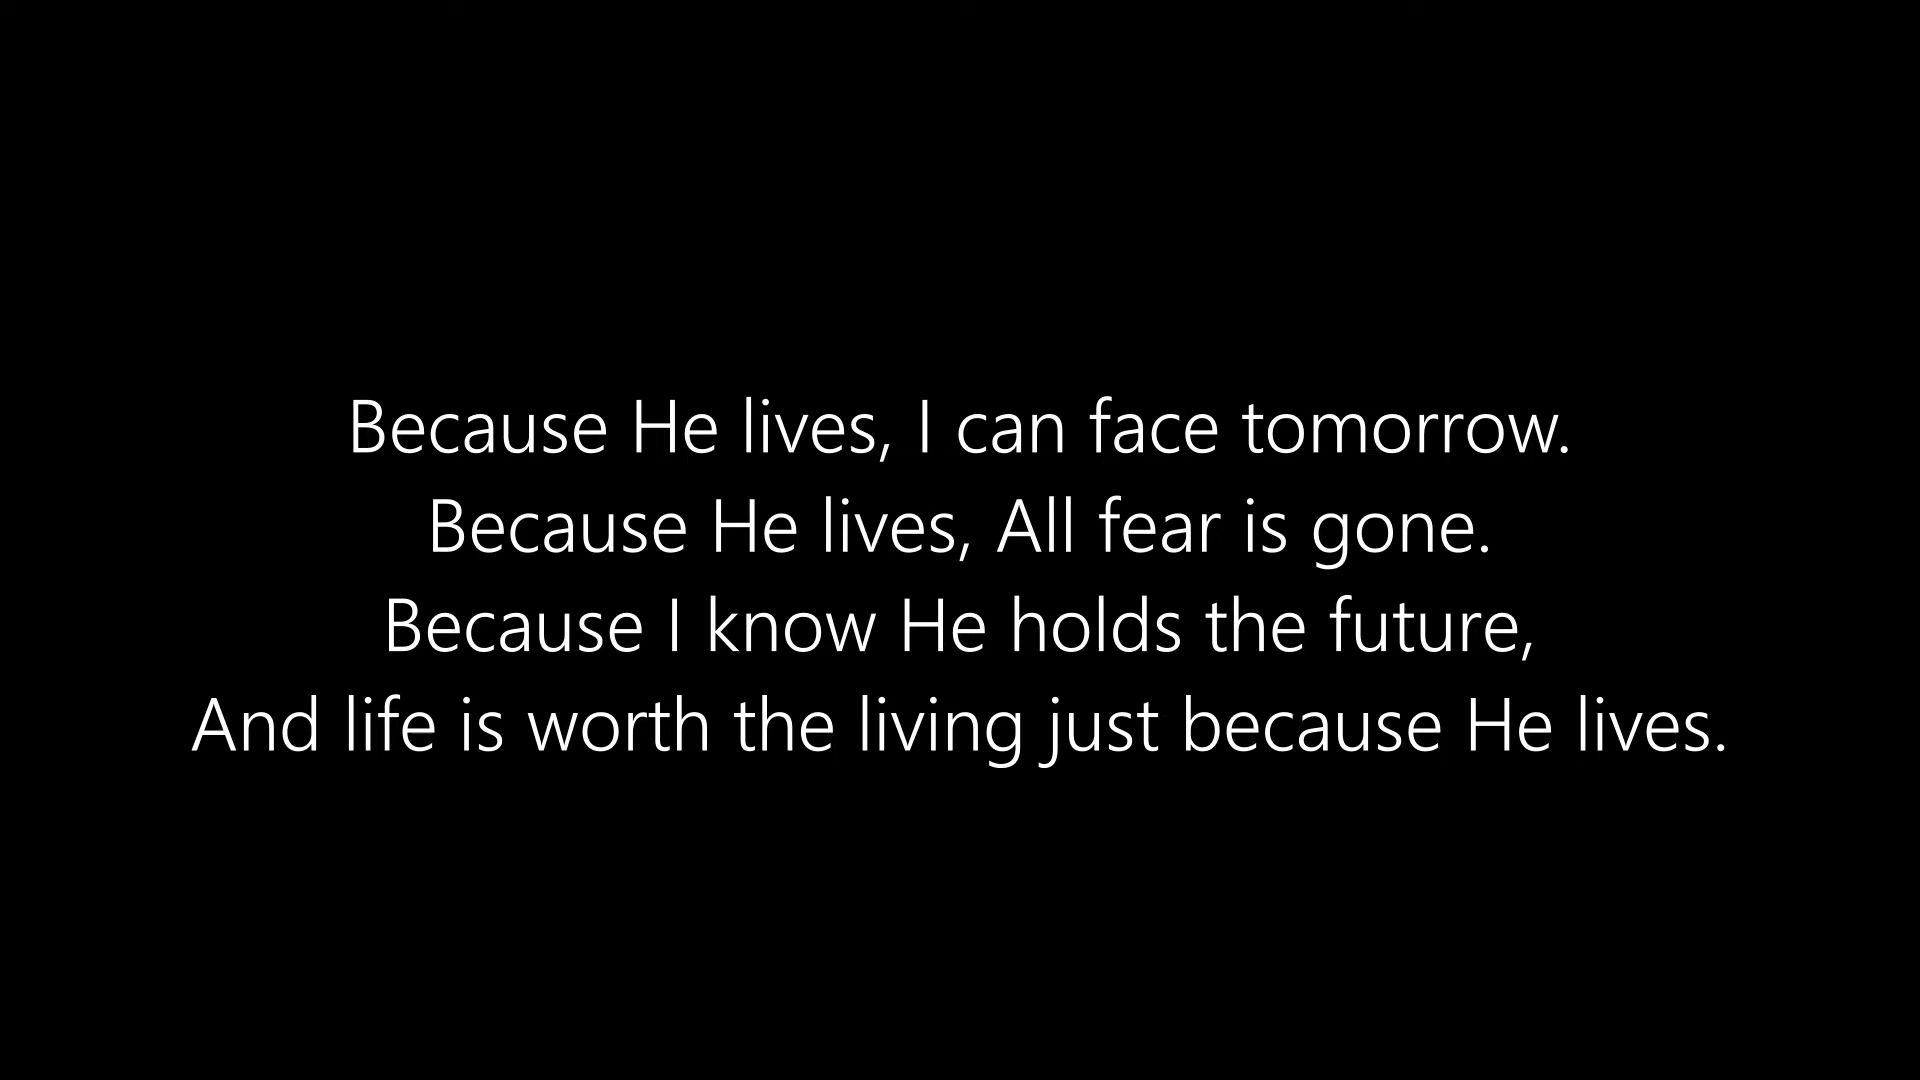 Because He lives, I can face tomorrow.
Because He lives, All fear is gone.
Because I know He holds the future,
And life is worth the living just because He lives.